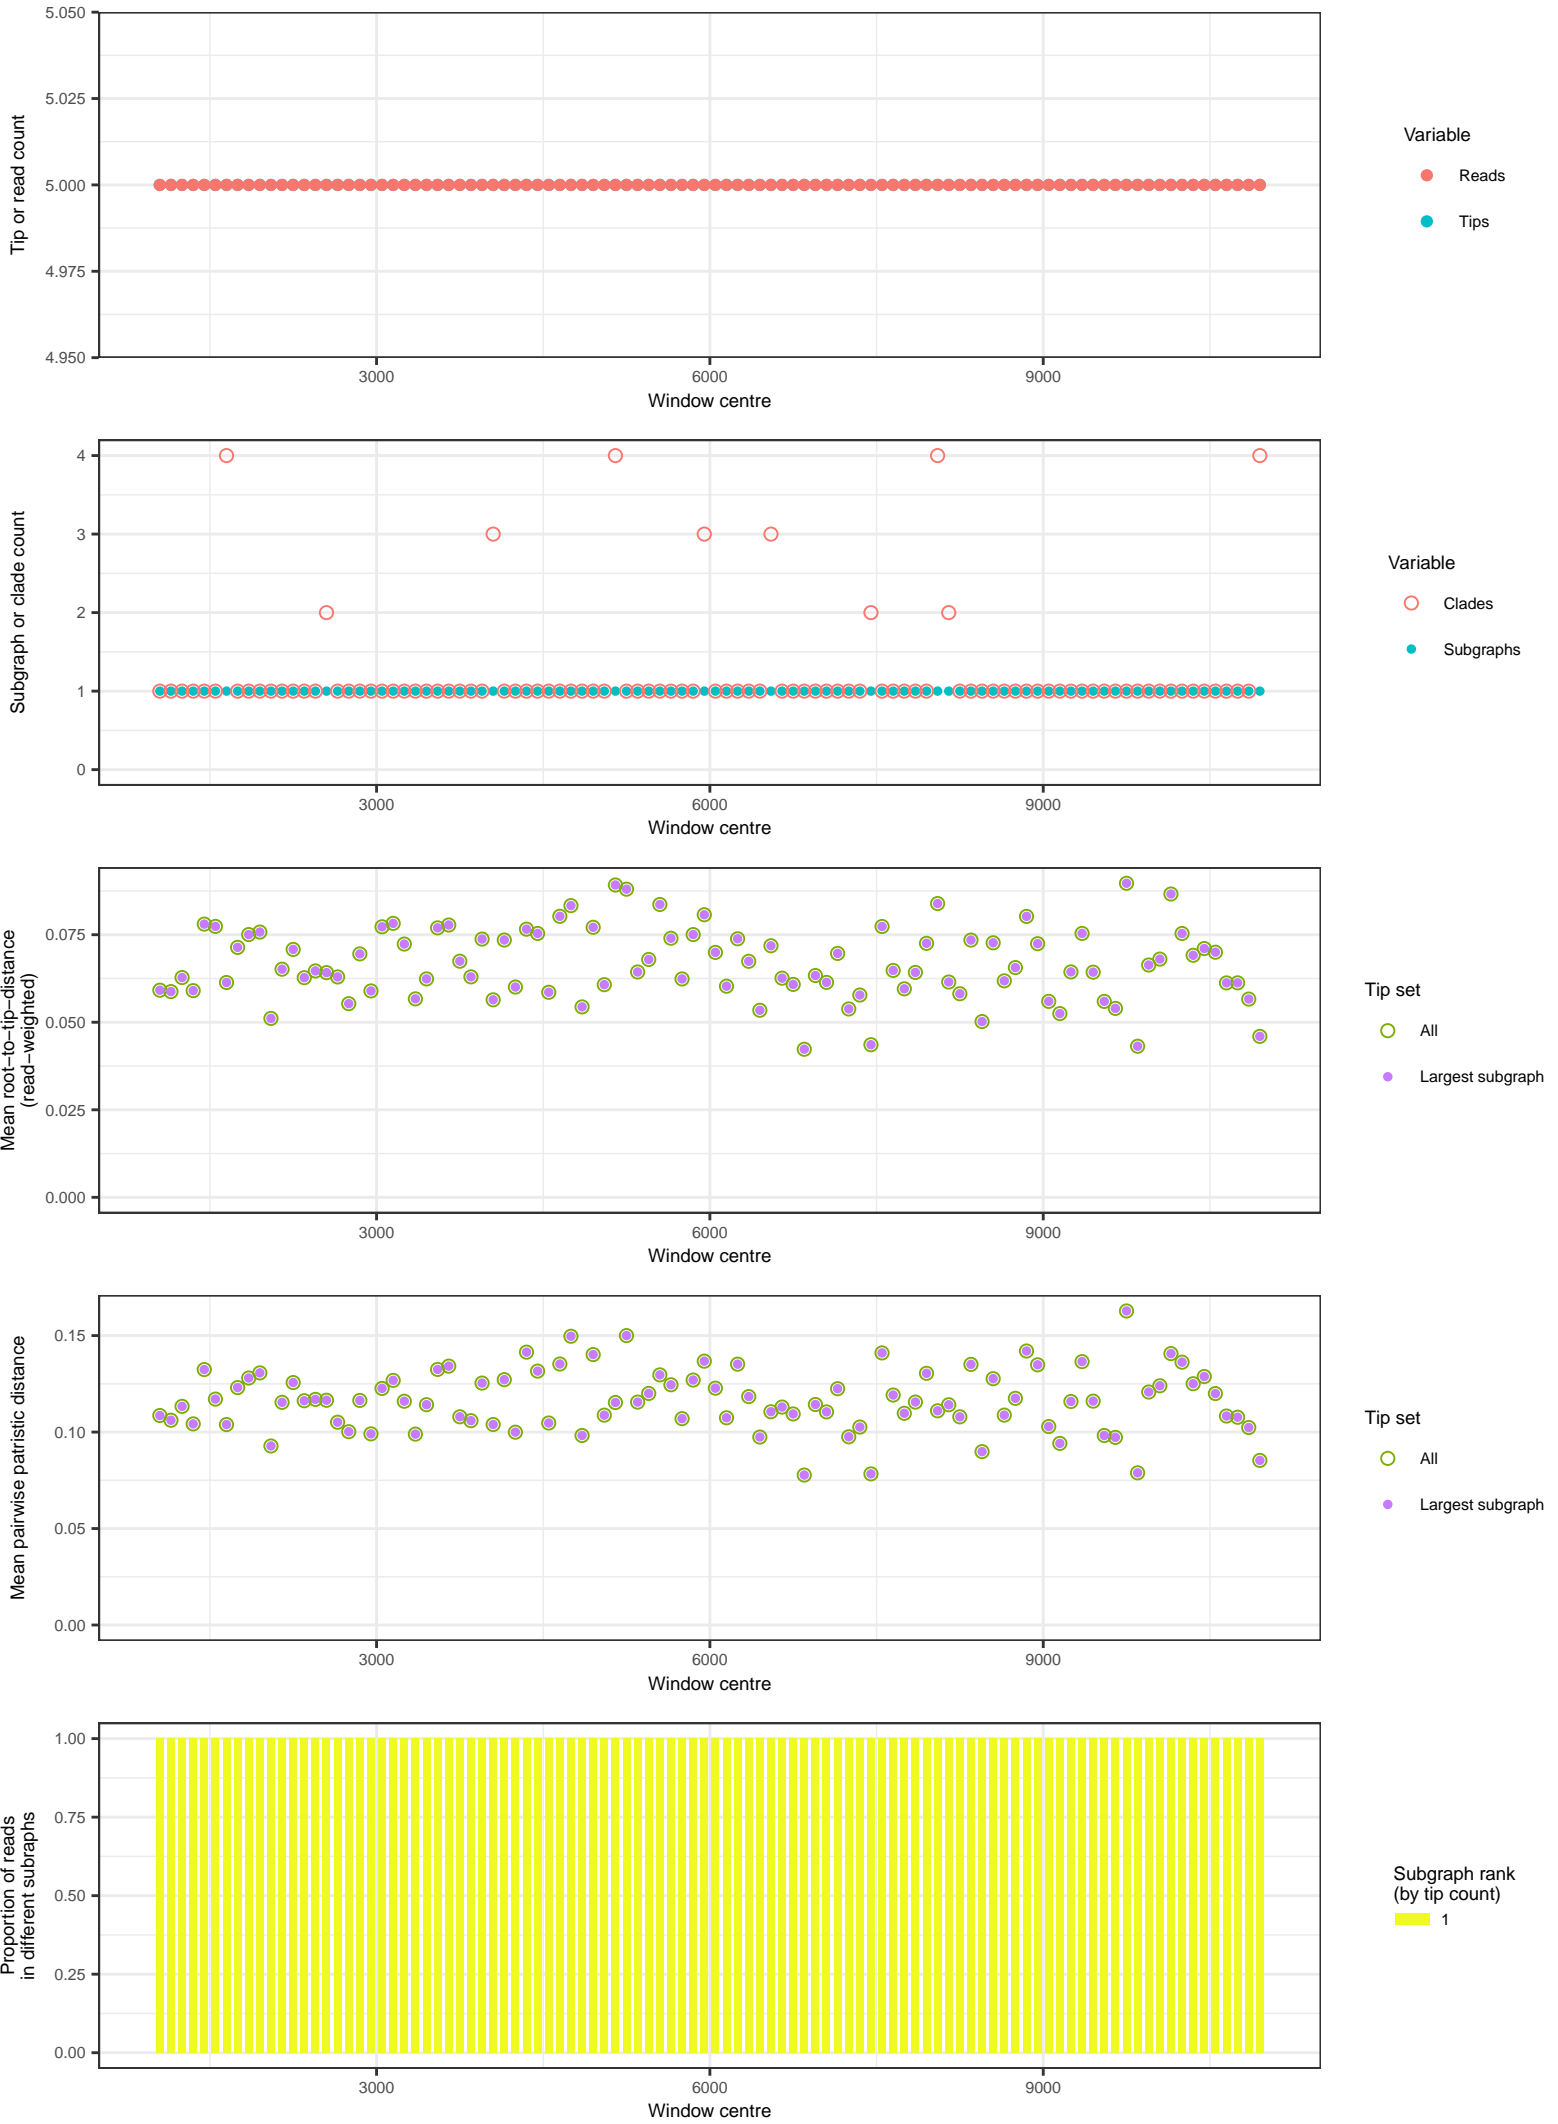 5.050
5.025
5.000
4.975
4.950
Tip or read count
3000 6000 9000
Window centre
Variable
Reads
Tips
4
3
2
1
0
Subgraph or clade count
3000 6000 9000
Window centre
Variable
Clades
Subgraphs
0.075
0.050
0.025
0.000
Mean root−to−tip−distance
(read−weighted)
3000 6000 9000
Window centre
Tip set
All
Largest subgraph
0.15
0.10
0.05
0.00
Mean pairwise patristic distance
3000 6000 9000
Window centre
Tip set
All
Largest subgraph
1.00
0.75
0.50
0.25
0.00
Proportion of reads
in different subraphs
3000 6000 9000
Window centre
Subgraph rank
(by tip count)
1